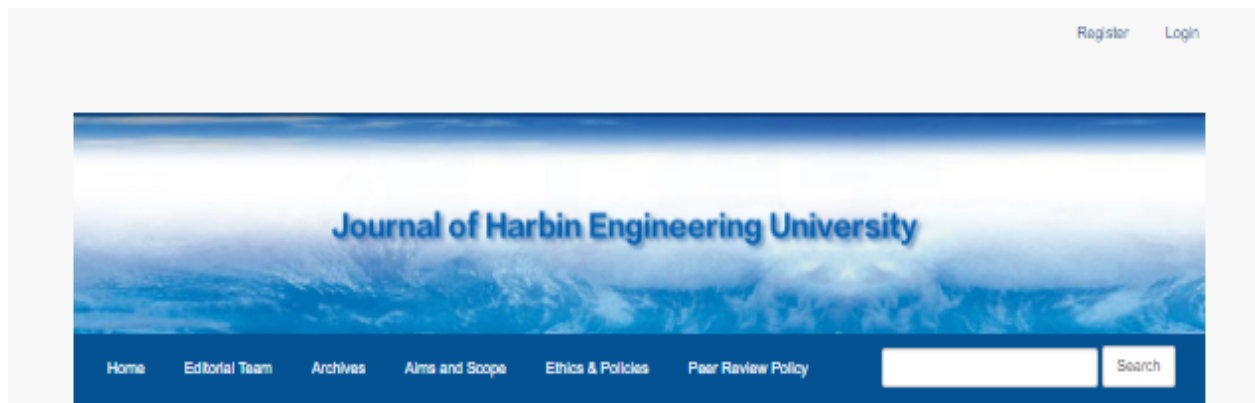 Register Login
Journal of Harbin Engineering University
Home Editorial Team Archives Aims and Scope Ethics & Policies Peer Review Policy Search